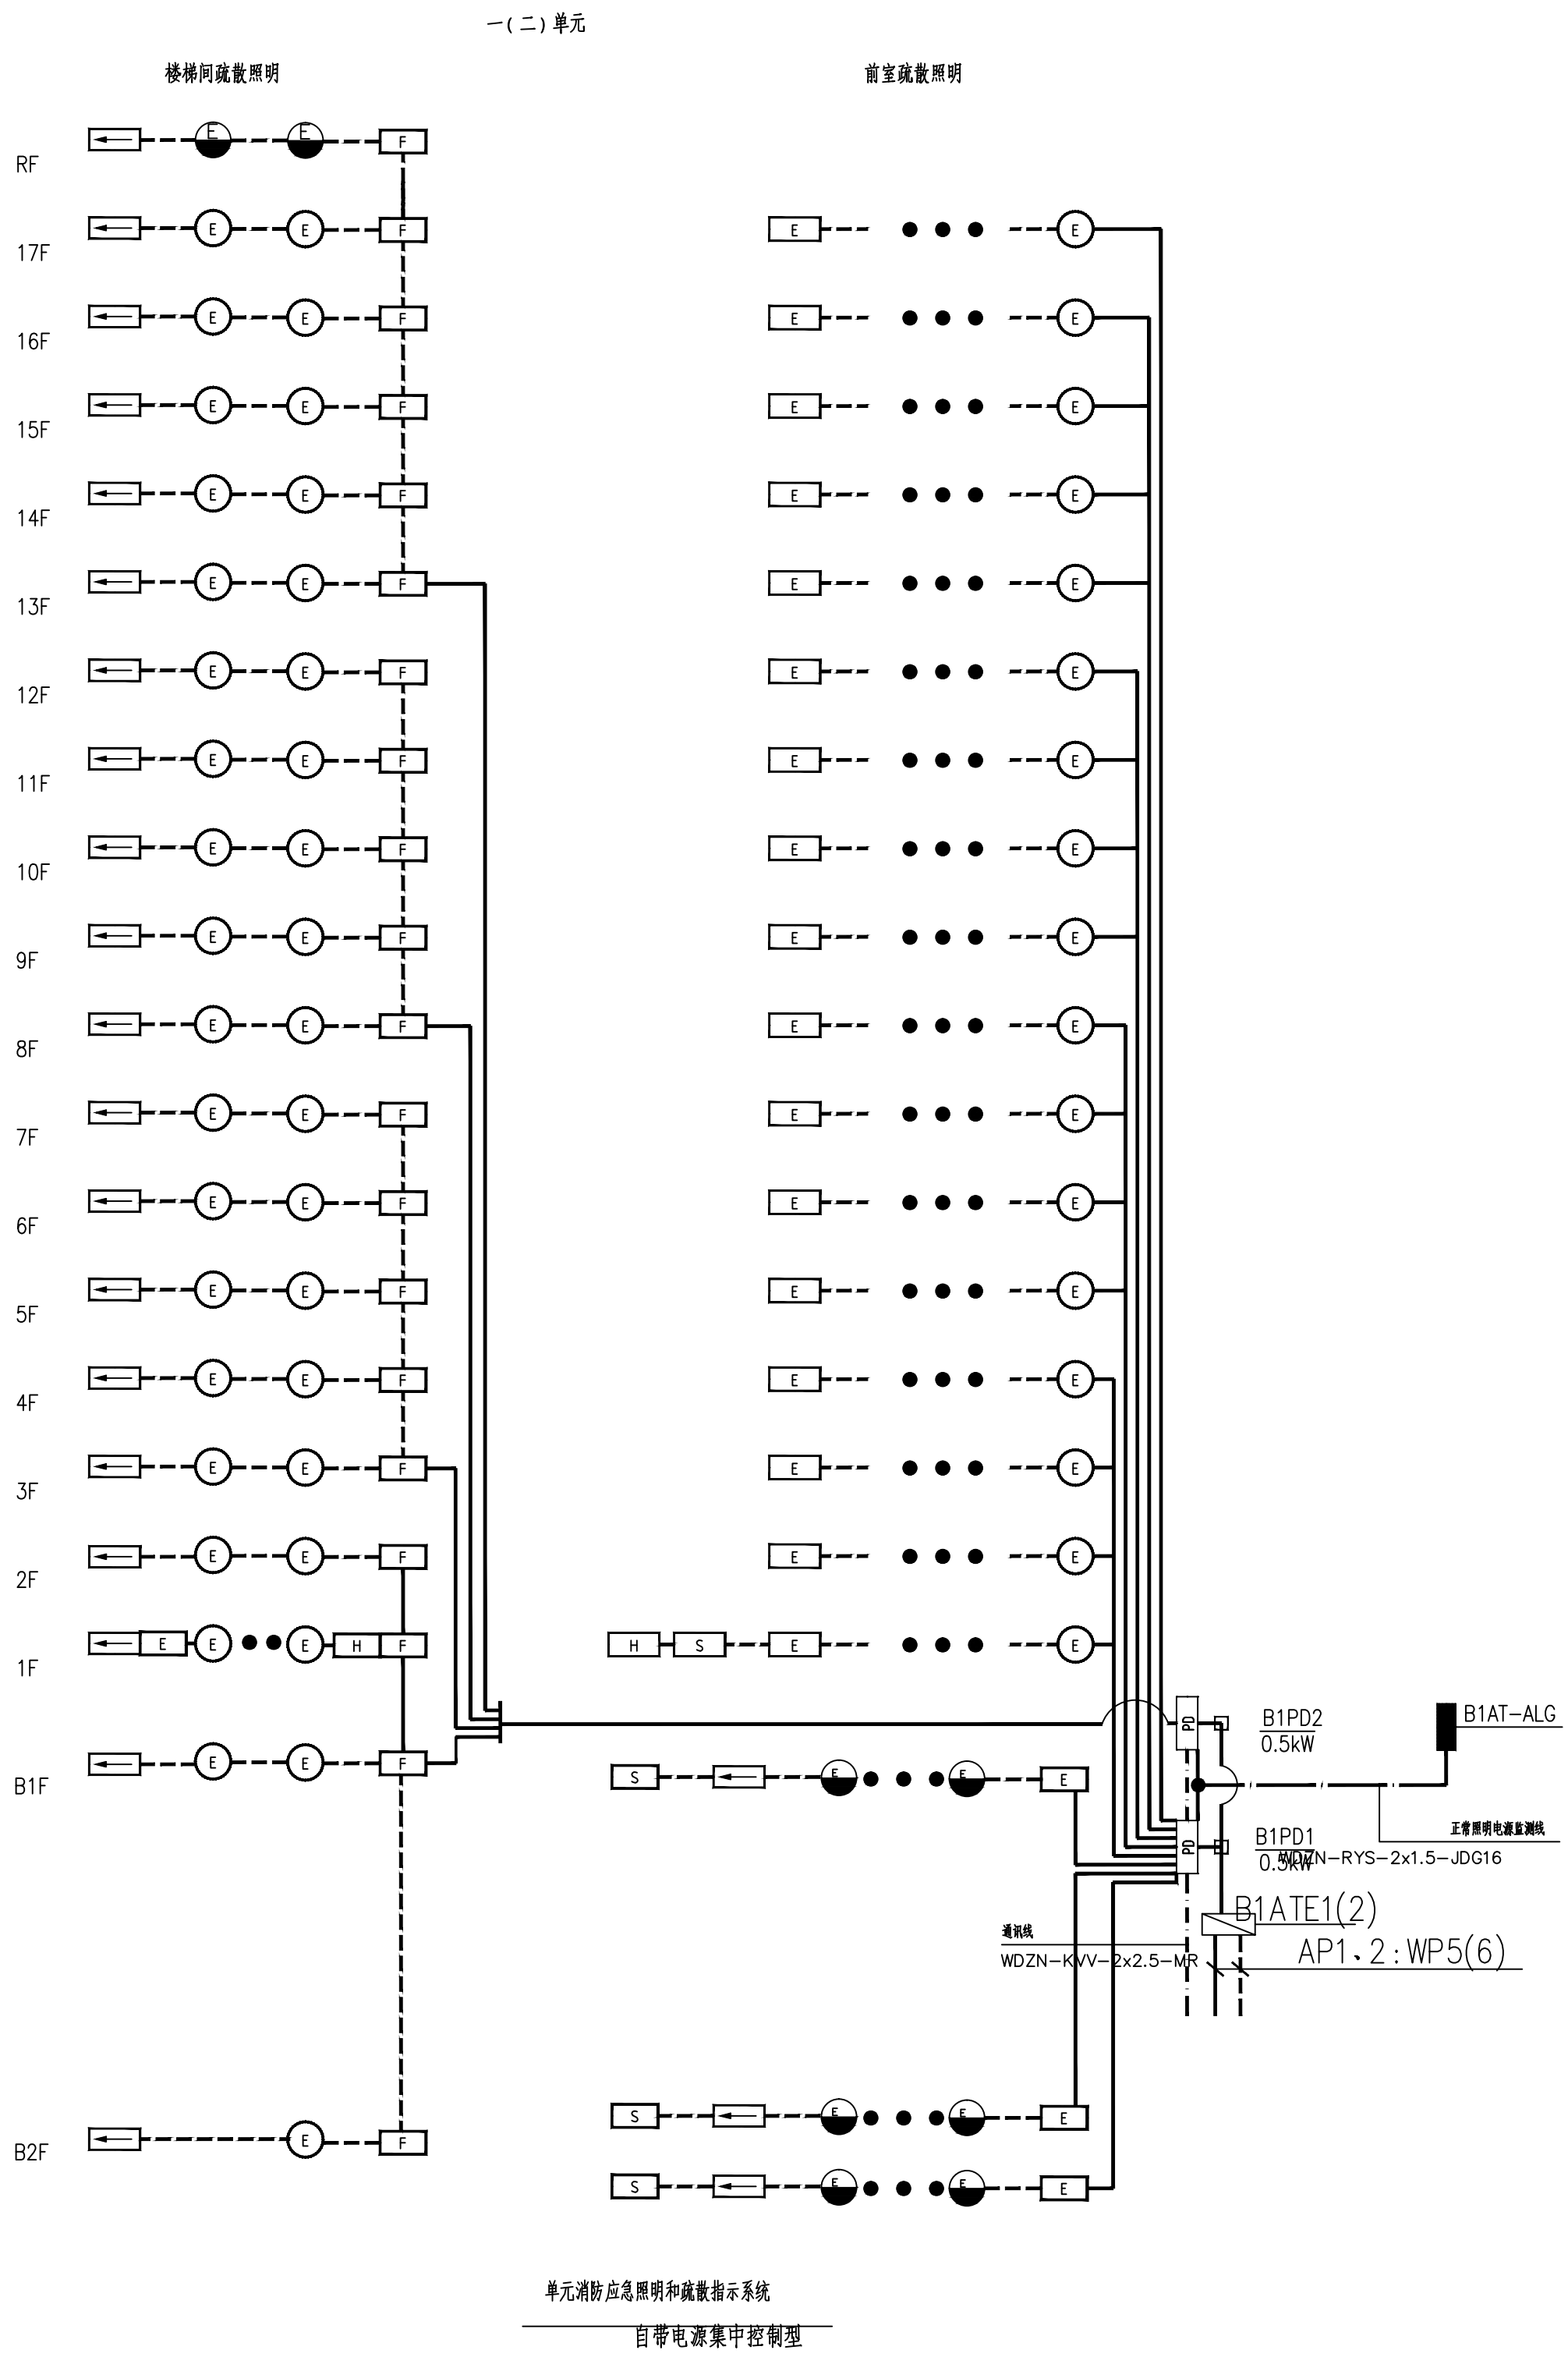 一(二)单元
楼梯间疏散照明 前室疏散照明
E E F
RF
E E F E E
17F
E E F E E
16F
E E F E E
15F
E E F E E
14F
E E F E E
13F
E E F E E
12F
E E F E E
11F
E E F E E
10F
E E F E E
9F
E E F E E
8F
E E F E E
7F
E E F E E
6F
E E F E E
5F
E E F E E
4F
E E F E E
3F
E E F E E
2F
E E E H F H S E E
1F
PD B1PD2 B1AT-ALG
0.5kW
E E F S E E E
B1F
正常照明电源监测线
PD B1PD1
0.5kW WDZN-RYS-2x1.5-JDG16
B1ATE1(2)
通讯线
WDZN-KVV-2x2.5-MR AP1、2:WP5(6)
E F S E E E
B2F
S E E E
单元消防应急照明和疏散指示系统
自带电源集中控制型